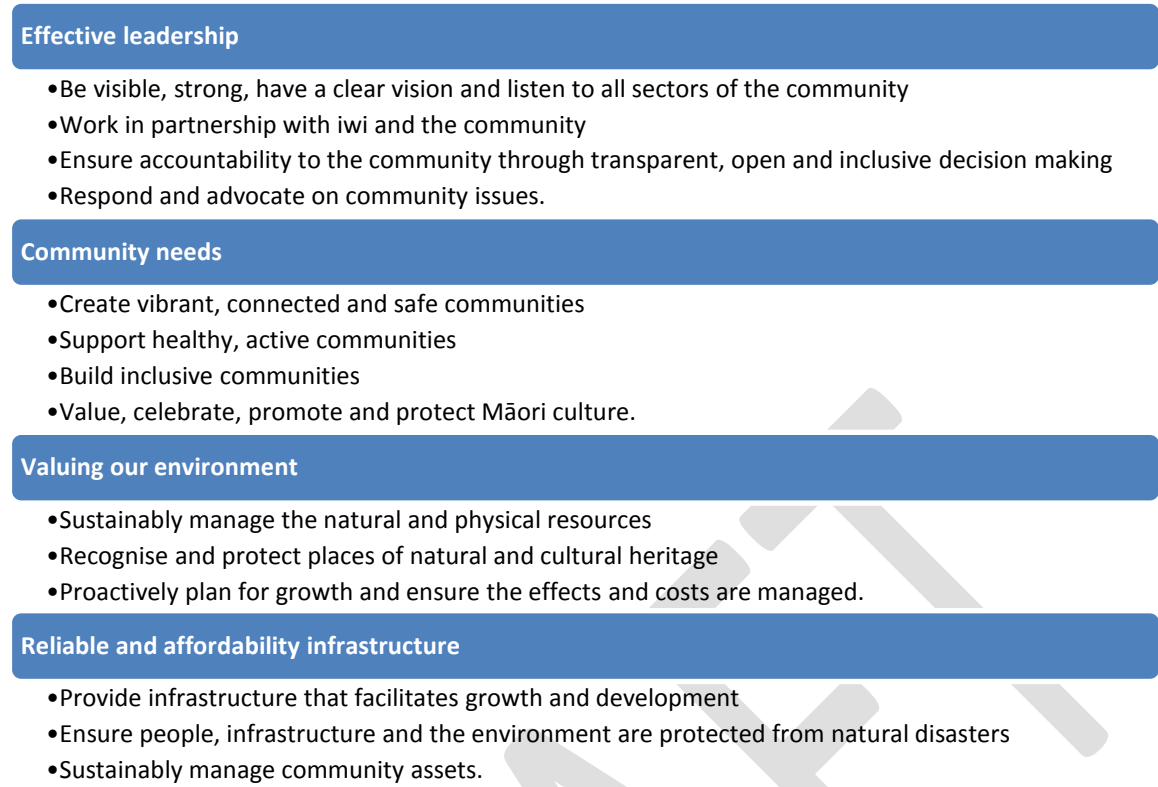 Effective leadership
•Be visible, strong, have a clear vision and listen to all sectors of the community
•Work in partnership with iwi and the community
•Ensure accountability to the community through transparent, open and inclusive decision making
•Respond and advocate on community issues.
Community needs
•Create vibrant, connected and safe communities
•Support healthy, active communities
•Build inclusive communities
•Value, celebrate, promote and protect Māori culture.
Valuing our environment
•Sustainably manage the natural and physical resources
•Recognise and protect places of natural and cultural heritage
•Proactively plan for growth and ensure the effects and costs are managed.
Reliable and affordability infrastructure
•Provide infrastructure that facilitates growth and development
•Ensure people, infrastructure and the environment are protected from natural disasters
•Sustainably manage community assets.